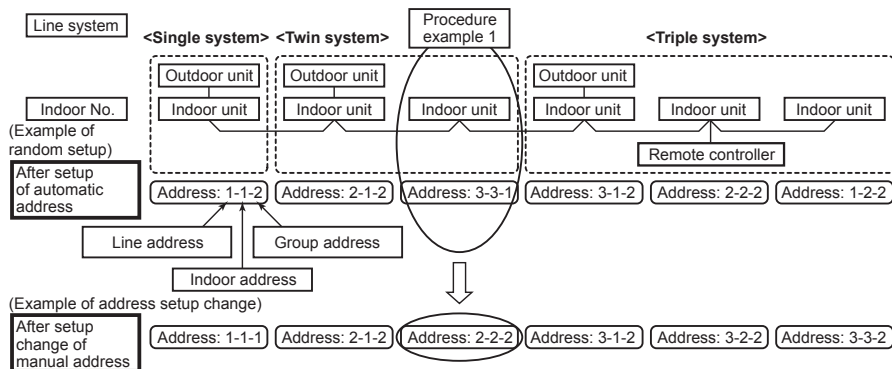 Line system
<Single system>
<Twin system>
Procedure
example 1
<Triple system>
Outdoor unit
Outdoor unit
Outdoor unit
Indoor No.
Indoor unit
Indoor unit
Indoor unit
Indoor unit
Indoor unit
Indoor unit
(Example of
random setup)
Remote controller
After setup
of automatic
address
Address: 1-1-2
Address: 2-1-2
Address: 3-3-1
Address: 3-1-2
Address: 2-2-2
Address: 1-2-2
Line address
Group address
Indoor address
(Example of address setup change)
After setup
change of
manual address
Address: 1-1-1
Address: 2-1-2
Address: 2-2-2
Address: 3-1-2
Address: 3-2-2
Address: 3-3-2